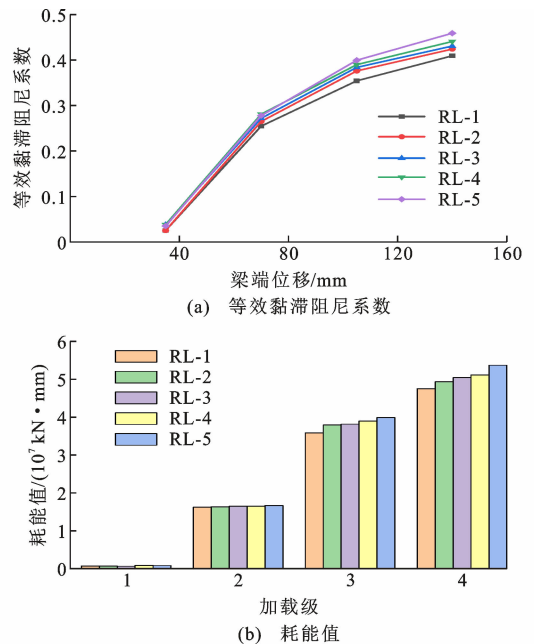 0.5
0.4
0.3
0.2
0.1
0
等效黏滞阻尼系数
RL-1
RL-2
RL-3
RL-4
RL-5
40 80 120 160
梁端位移/mm
(a) 等效黏滞阻尼系数
6
5
4
3
2
1
0
耗能值/(10⁷ kN·mm)
RL-1
RL-2
RL-3
RL-4
RL-5
1 2 3 4
加载级
(b) 耗能值